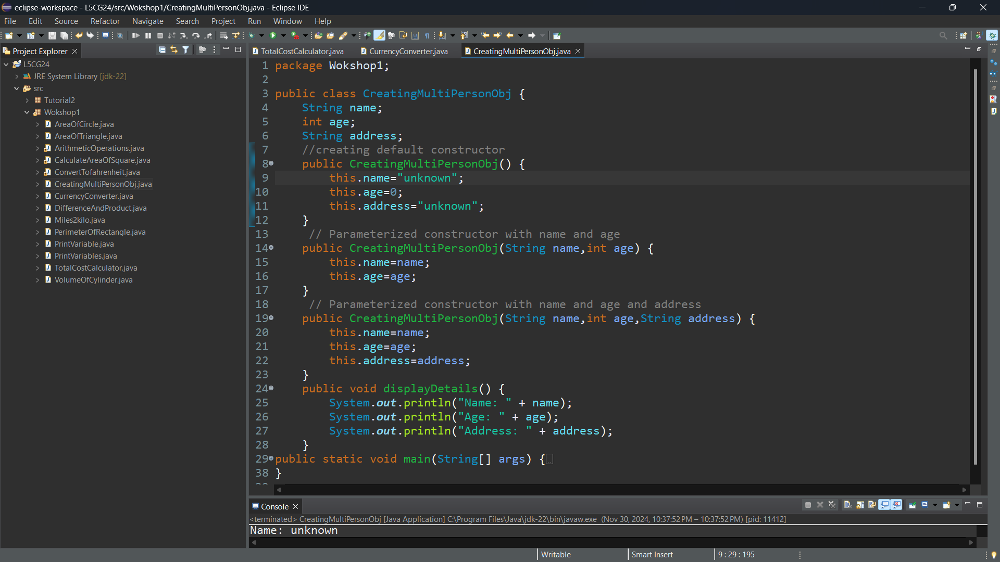 eclipse-workspace - L5CG24/src/Wokshop1/CreatingMultiPersonObj.java - Eclipse IDE
File Edit Source Refactor Navigate Search Project Run Window Help
Project Explorer
L5CG24
JRE System Library [jdk-22]
src
Tutorial2
Wokshop1
AreaOfCircle.java
AreaOfTriangle.java
ArithmeticOperations.java
CalculateAreaOfSquare.java
ConvertTofahrenheit.java
CreatingMultiPersonObj.java
CurrencyConverter.java
DifferenceAndProduct.java
Miles2kilo.java
PerimeterOfRectangle.java
PrintVariable.java
PrintVariables.java
TotalCostCalculator.java
VolumeOfCylinder.java
TotalCostCalculator.java CurrencyConverter.java CreatingMultiPersonObj.java
1 package Wokshop1;
2
3 public class CreatingMultiPersonObj {
4 String name;
5 int age;
6 String address;
7 //creating default constructor
8 public CreatingMultiPersonObj() {
9 this.name="unknown";
10 this.age=0;
11 this.address="unknown";
12 }
13 // Parameterized constructor with name and age
14 public CreatingMultiPersonObj(String name,int age) {
15 this.name=name;
16 this.age=age;
17 }
18 // Parameterized constructor with name and age and address
19 public CreatingMultiPersonObj(String name,int age,String address) {
20 this.name=name;
21 this.age=age;
22 this.address=address;
23 }
24 public void displayDetails() {
25 System.out.println("Name: " + name);
26 System.out.println("Age: " + age);
27 System.out.println("Address: " + address);
28 }
29 public static void main(String[] args) {
38 }
Console
<terminated> CreatingMultiPersonObj [Java Application] C:\Program Files\Java\jdk-22\bin\javaw.exe (Nov 30, 2024, 10:37:52 PM – 10:37:52 PM) [pid: 11412]
Name: unknown
Writable Smart Insert 9 : 29 : 195